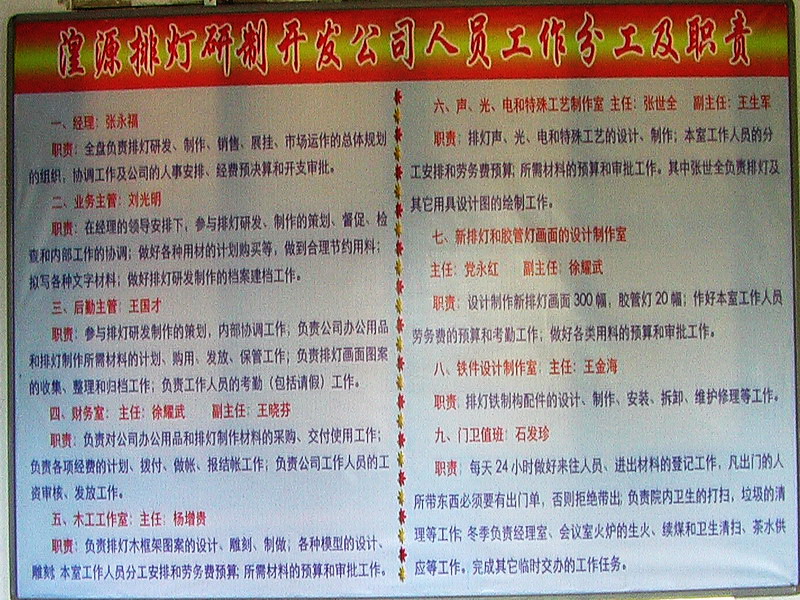 湟源排灯研制开发公司人员工作分工及职责
一、经理：张永福
职责：全盘负责排灯研发、制作、销售、展挂、市场运作的总体规划
的组织，协调工作及公司的人事安排、经费预决算和开支审批。
二、业务主管：刘光明
职责：在经理的领导安排下，参与排灯研发、制作的策划、督促、检
查和内部工作的协调；做好各种用材的计划购买等，做到合理节约用料；
拟写各种文字材料；做好排灯研发制作的档案建档工作。
三、后勤主管：王国才
职责：参与排灯研发制作的策划，内部协调工作；负责公司办公用品
和排灯制作所需材料的计划、购用、发放、保管工作；负责排灯画面图案
的收集、整理和归档工作；负责工作人员的考勤（包括请假）工作。
四、财务室：主任：徐耀武 副主任：王晓芬
职责：负责对公司办公用品和排灯制作材料的采购、交付使用工作；
负责各项经费的计划、拨付、做帐、报结帐工作；负责公司工作人员的工
资审核、发放工作。
五、木工工作室：主任：杨增贵
职责：负责排灯木框架图案的设计、雕刻、制做；各种模型的设计、
雕刻；本室工作人员分工安排和劳务费预算；所需材料的预算和审批工作。
六、声、光、电和特殊工艺制作室 主任：张世全 副主任：王生军
职责：排灯声、光、电和特殊工艺的设计、制作；本室工作人员的分
工安排和劳务费预算；所需材料的预算和审批工作。其中张世全负责排灯及
其它用具设计图的绘制工作。
七、新排灯和胶管灯画面的设计制作室
主任：党永红 副主任：徐耀武
职责：设计制作新排灯画面 300 幅，胶管灯 20 幅；作好本室工作人员
劳务费的预算和考勤工作；做好各类用料的预算和审批工作。
八、铁件设计制作室：主任：王金海
职责：排灯铁制构配件的设计、制作、安装、拆卸、维护修理等工作。
九、门卫值班：石发珍
职责：每天 24 小时做好来往人员、进出材料的登记工作，凡出门的人
所带东西必须要有出门单，否则拒绝带出；负责院内卫生的打扫，垃圾的清
理等工作；冬季负责经理室、会议室火炉的生火、续煤和卫生清扫、茶水供
应等工作。完成其它临时交办的工作任务。